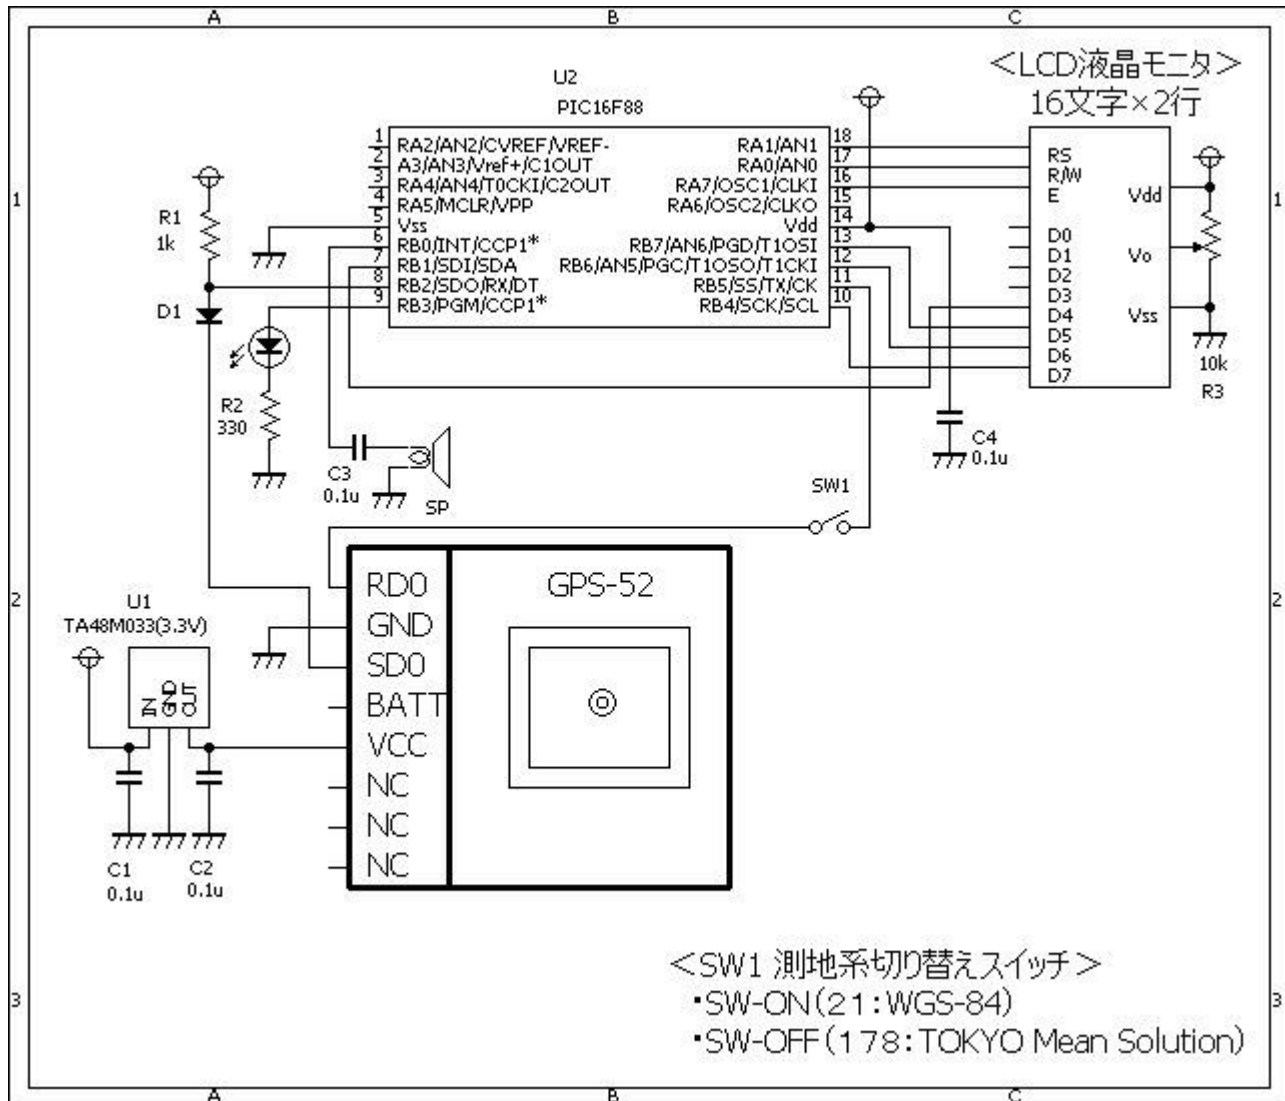 A
B
C
1
2
3
1
2
3
A
B
C
<LCD液晶モニタ>
16文字×2行
U2
PIC16F88
1
2
3
4
5
6
7
8
9
RA2/AN2/CVREF/VREF-
A3/AN3/Vref+/C1OUT
RA4/AN4/T0CKI/C2OUT
RA5/MCLR/VPP
Vss
RB0/INT/CCP1*
RB1/SDI/SDA
RB2/SDO/RX/DT
RB3/PGM/CCP1*
RA1/AN1
RA0/AN0
RA7/OSC1/CLKI
RA6/OSC2/CLKO
Vdd
RB7/AN6/PGD/T1OSI
RB6/AN5/PGC/T1OSO/T1CKI
RB5/SS/TX/CK
RB4/SCK/SCL
18
17
16
15
14
13
12
11
10
RS
R/W
E
D0
D1
D2
D3
D4
D5
D6
D7
Vdd
Vo
Vss
10k
R3
R1
1k
D1
R2
330
C3
0.1u
SP
C4
0.1u
SW1
U1
TA48M033(3.3V)
IN
GND
OUT
C1
0.1u
C2
0.1u
RD0
GND
SD0
BATT
VCC
NC
NC
NC
GPS-52
<SW1 測地系切り替えスイッチ>
・SW-ON(21:WGS-84)
・SW-OFF(178:TOKYO Mean Solution)